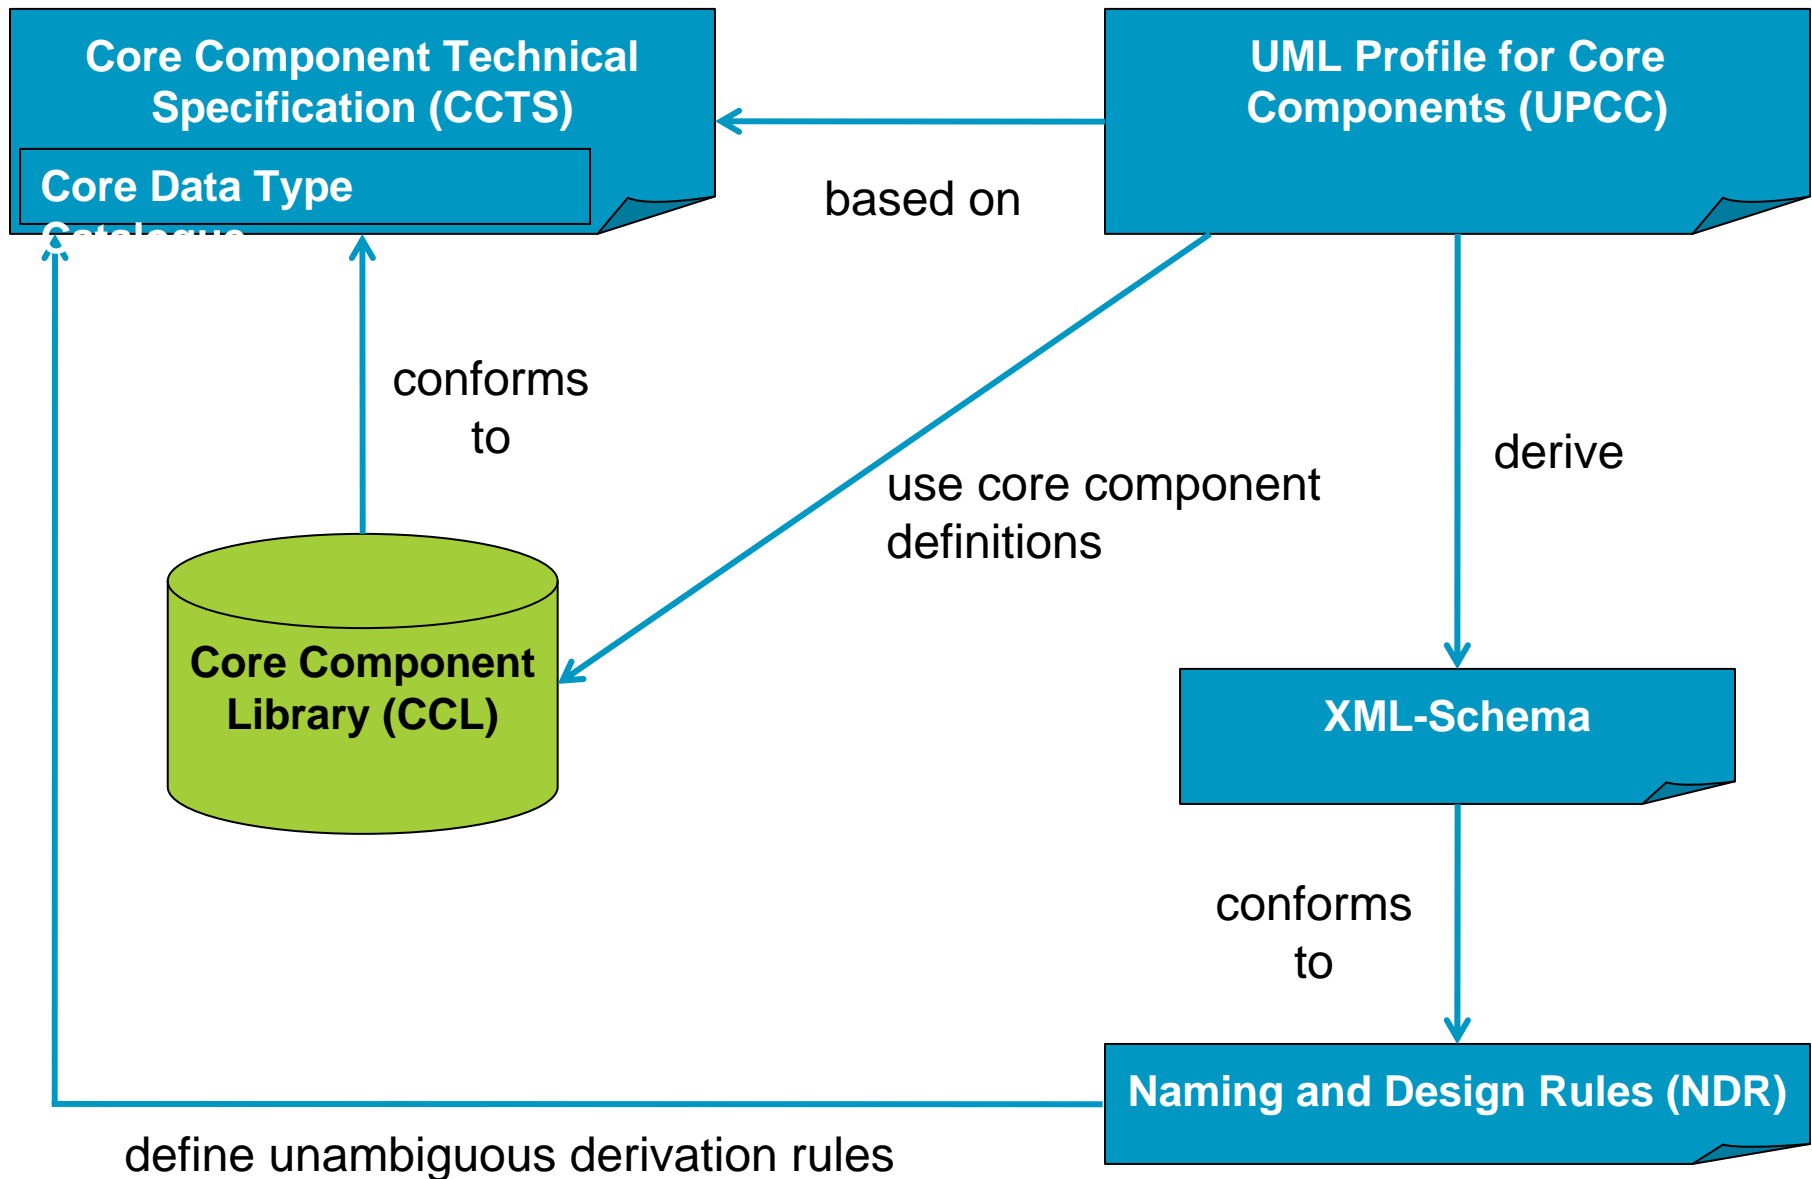 Core Component Technical
Specification (CCTS)
Core Data Type
Catalogue
UML Profile for Core
Components (UPCC)
based on
conforms
to
use core component
definitions
derive
Core Component
Library (CCL)
XML-Schema
conforms
to
Naming and Design Rules (NDR)
define unambiguous derivation rules